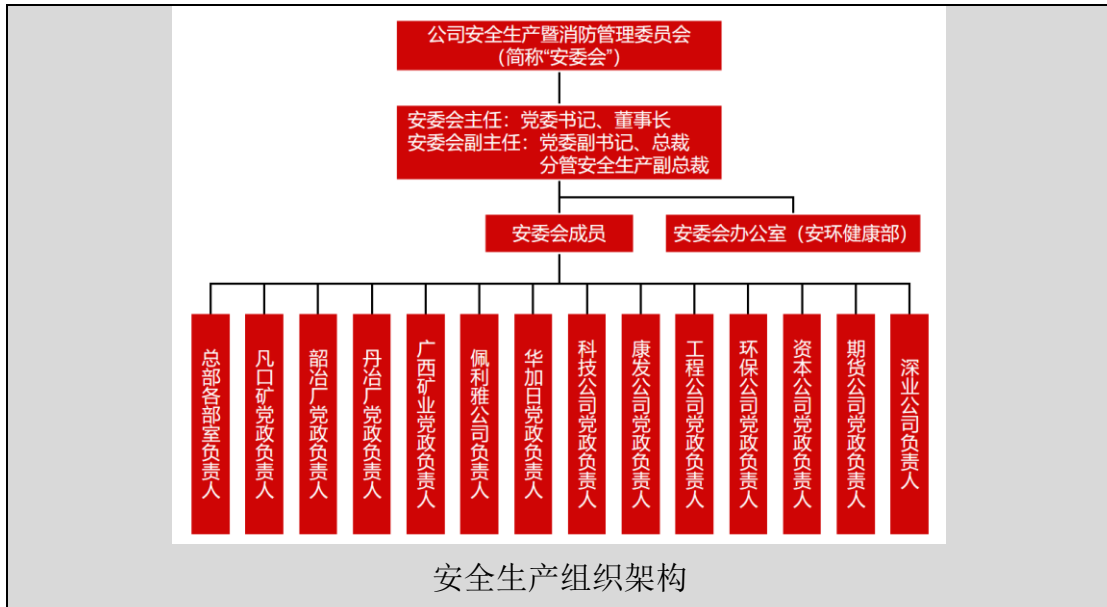 公司安全生产暨消防管理委员会
（简称“安委会”）
安委会主任：党委书记、董事长
安委会副主任：党委副书记、总裁
分管安全生产副总裁
安委会成员
安委会办公室（安环健康部）
总部各部室负责人
凡口矿党政负责人
韶冶厂党政负责人
丹冶厂党政负责人
广西矿业党政负责人
佩利雅公司负责人
华加日党政负责人
科技公司党政负责人
康发公司党政负责人
工程公司党政负责人
环保公司党政负责人
资本公司党政负责人
期货公司党政负责人
深业公司负责人
安全生产组织架构